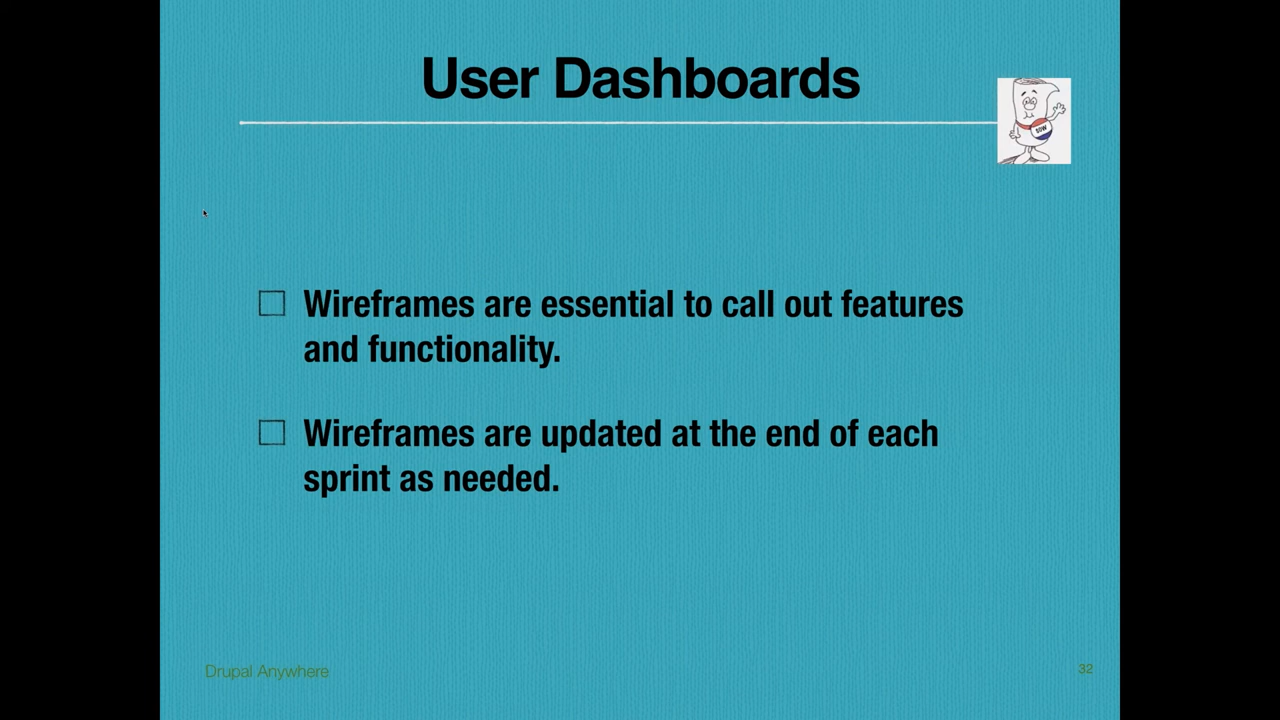 User Dashboards
SOW
Wireframes are essential to call out features
and functionality.
Wireframes are updated at the end of each
sprint as needed.
Drupal Anywhere
32